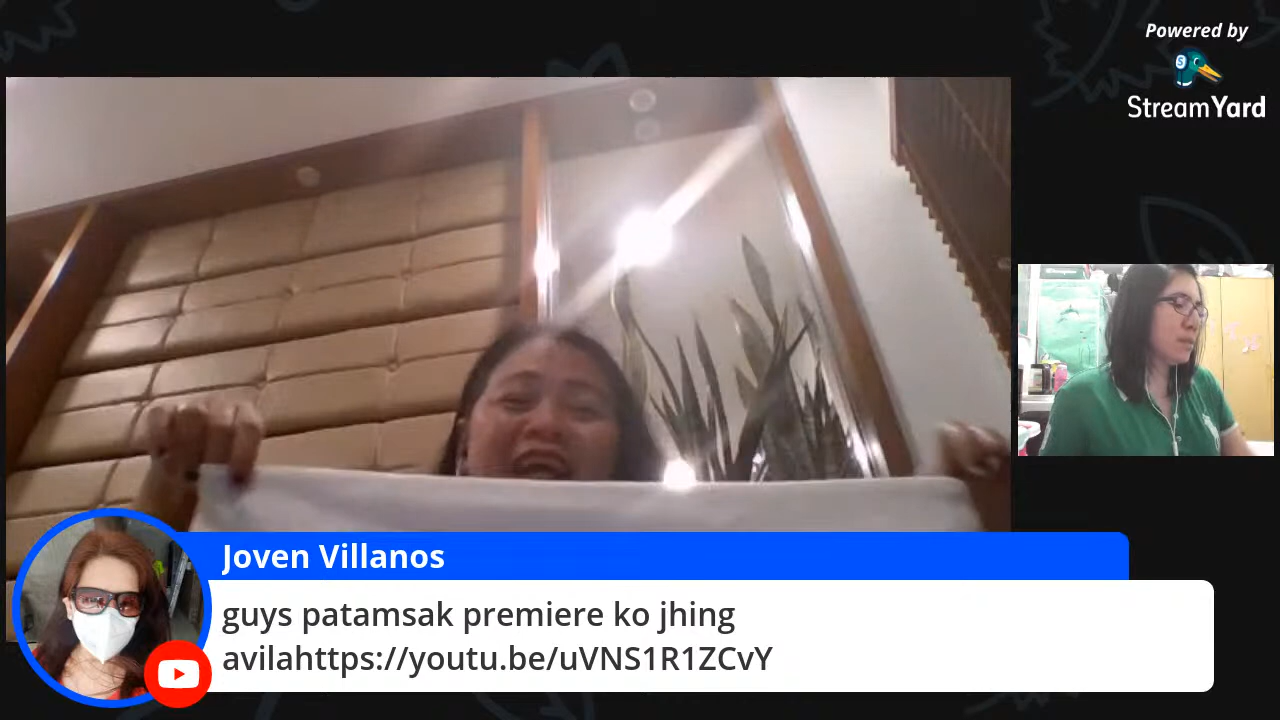 Powered by
StreamYard
Joven Villanos
guys patamsak premiere ko jhing
avilahttps://youtu.be/uVNS1R1ZCvY